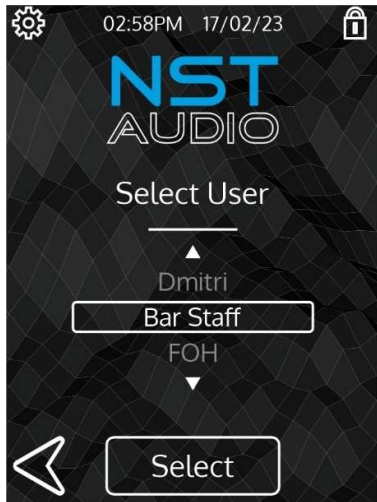 02:58PM 17/02/23
NST
AUDIO
Select User
Dmitri
Bar Staff
FOH
Select